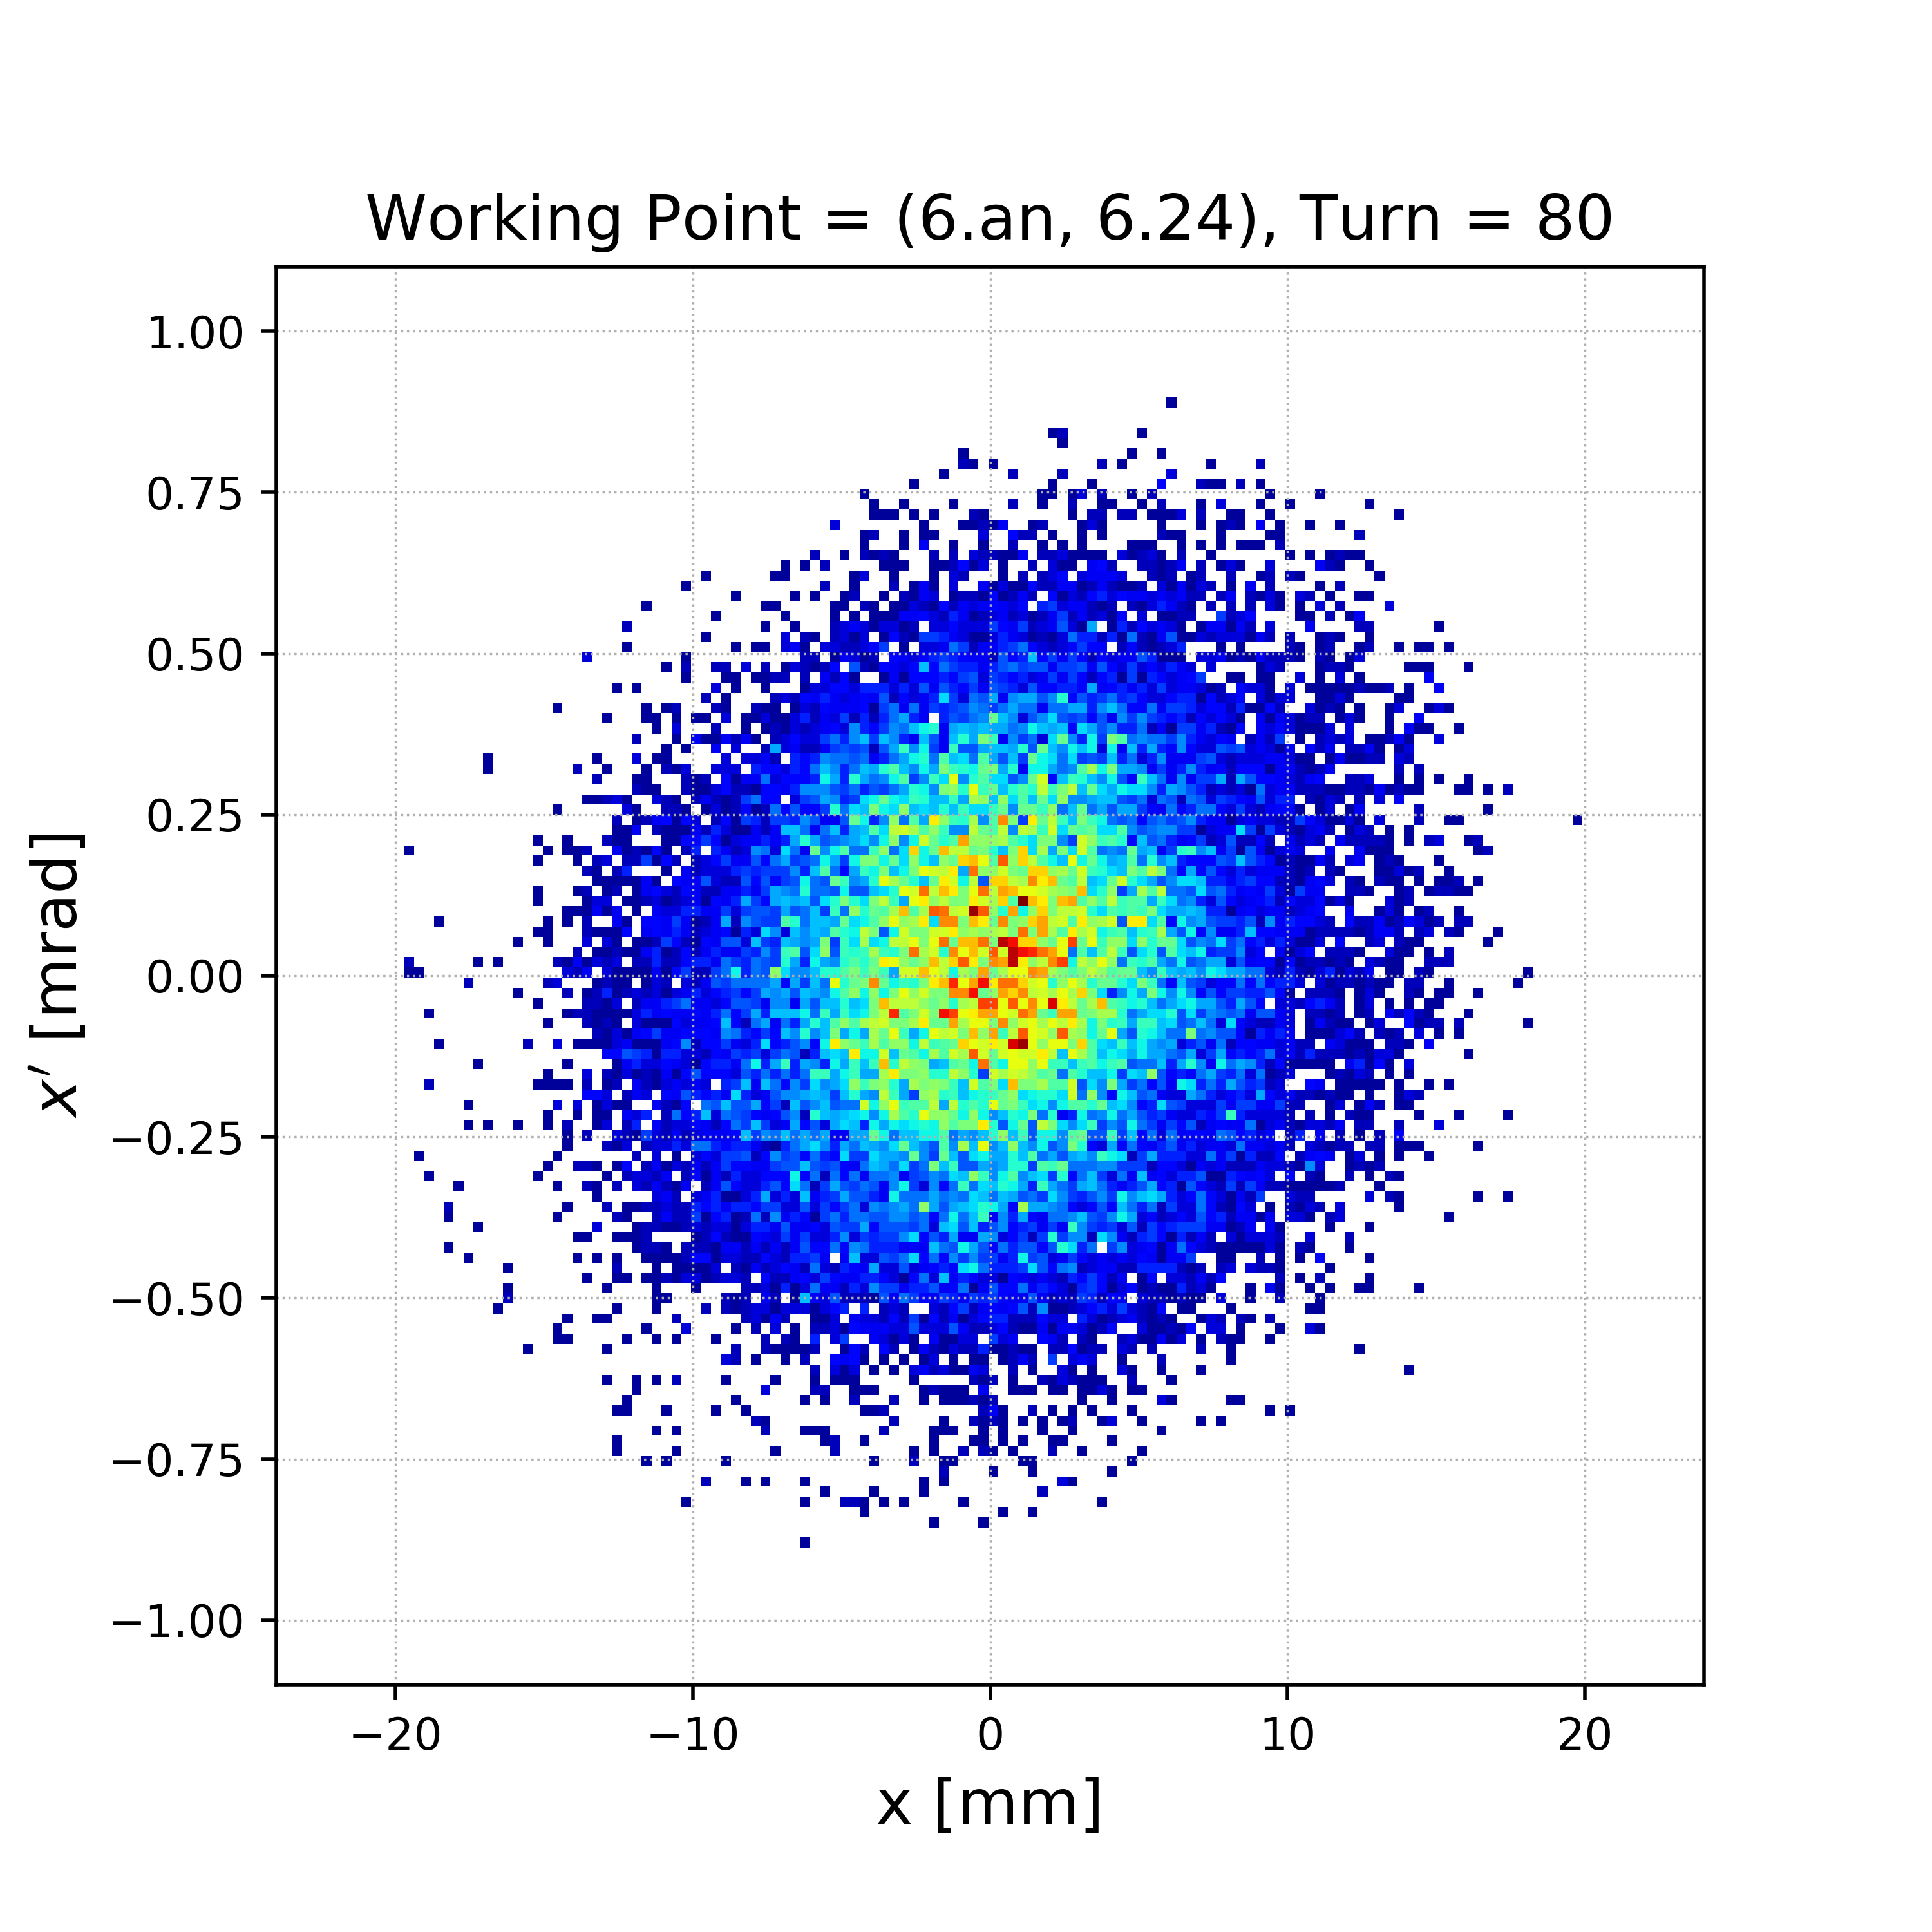 Working Point = (6.an, 6.24), Turn = 80
1.00
0.75
0.50
0.25
0.00
−0.25
−0.50
−0.75
−1.00
x′ [mrad]
−20 −10 0 10 20
x [mm]